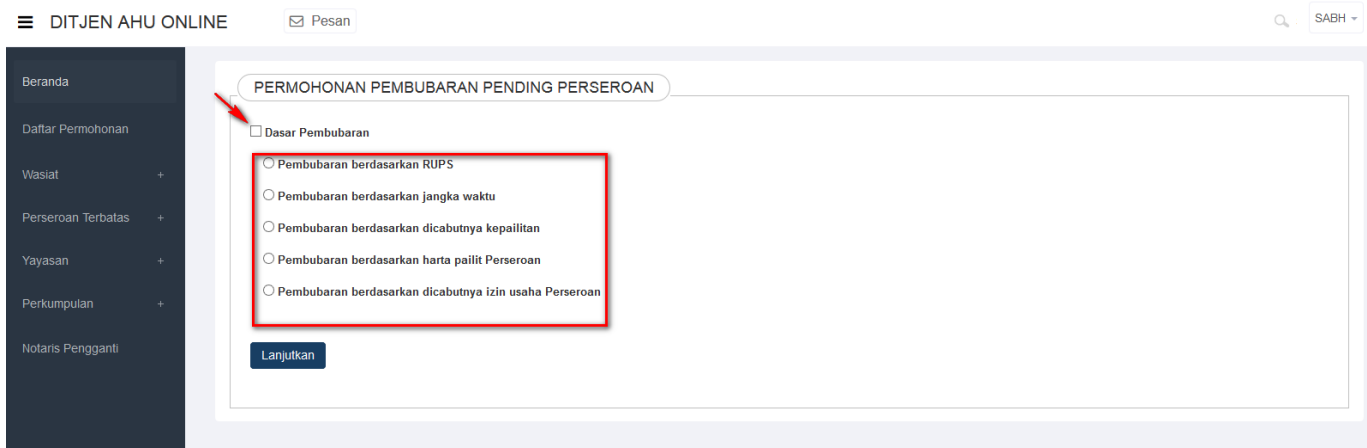 DITJEN AHU ONLINE
Pesan
SABH
Beranda
Daftar Permohonan
Wasiat +
Perseroan Terbatas +
Yayasan +
Perkumpulan +
Notaris Pengganti
PERMOHONAN PEMBUBARAN PENDING PERSEROAN
Dasar Pembubaran
Pembubaran berdasarkan RUPS
Pembubaran berdasarkan jangka waktu
Pembubaran berdasarkan dicabutnya kepailitan
Pembubaran berdasarkan harta pailit Perseroan
Pembubaran berdasarkan dicabutnya izin usaha Perseroan
Lanjutkan